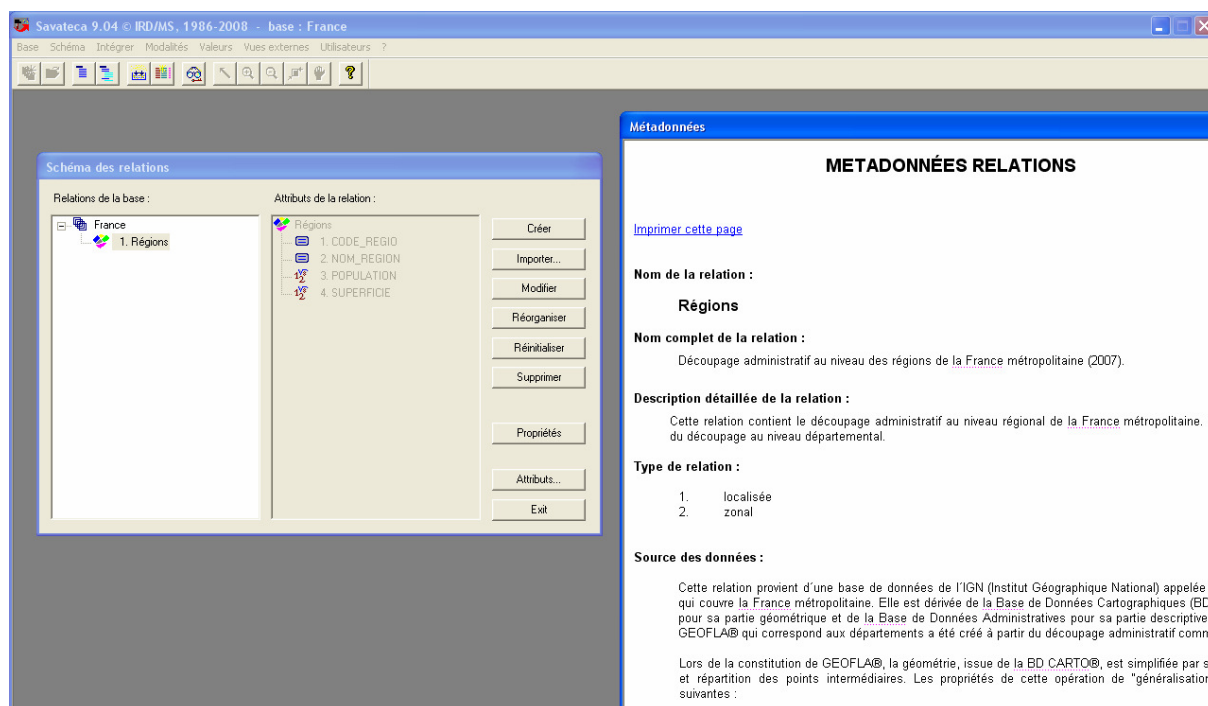 Savateca 9.04 © IRD/MS, 1986-2008 - base : France
Base Schéma Intégrer Modalités Valeurs Vues externes Utilisateurs ?
Schéma des relations
Relations de la base :
France
1. Régions
Attributs de la relation :
Régions
1. CODE_REGIO
2. NOM_REGION
3. POPULATION
4. SUPERFICIE
Créer
Importer...
Modifier
Réorganiser
Réinitialiser
Supprimer
Propriétés
Attributs...
Exit
Métadonnées
METADONNÉES RELATIONS
Imprimer cette page
Nom de la relation :
Régions
Nom complet de la relation :
Découpage administratif au niveau des régions de la France métropolitaine (2007).
Description détaillée de la relation :
Cette relation contient le découpage administratif au niveau régional de la France métropolitaine.
du découpage au niveau départemental.
Type de relation :
1. localisée
2. zonal
Source des données :
Cette relation provient d´une base de données de l´IGN (Institut Géographique National) appelée
qui couvre la France métropolitaine. Elle est dérivée de la Base de Données Cartographiques (BD
pour sa partie géométrique et de la Base de Données Administratives pour sa partie descriptive
GEOFLA® qui correspond aux départements a été créé à partir du découpage administratif comm
Lors de la constitution de GEOFLA®, la géométrie, issue de la BD CARTO®, est simplifiée par s
et répartition des points intermédiaires. Les propriétés de cette opération de "généralisation
suivantes :